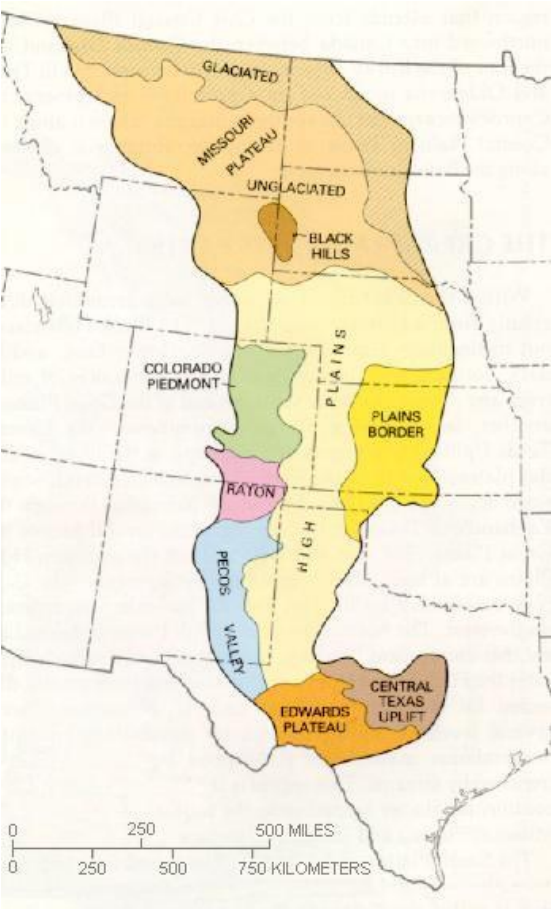 GLACIATED
MISSOURI
PLATEAU
UNGLACIATED
BLACK
HILLS
COLORADO
PIEDMONT
PLAINS
PLAINS
BORDER
RATON
HIGH
PECOS
VALLEY
CENTRAL
TEXAS
UPLIFT
EDWARDS
PLATEAU
0 250 500 MILES
0 250 500 750 KILOMETERS